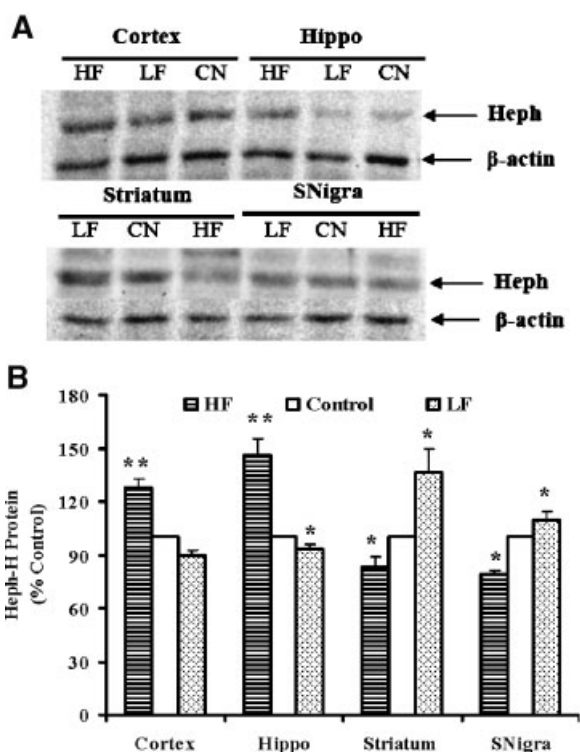 A
Cortex Hippo
HF LF CN HF LF CN
Heph
β-actin
Striatum SNigra
LF CN HF LF CN HF
Heph
β-actin
B
Heph-H Protein
(% Control)
180
150
120
90
60
30
0
HF Control LF
** ** * * * * *
Cortex Hippo Striatum SNigra